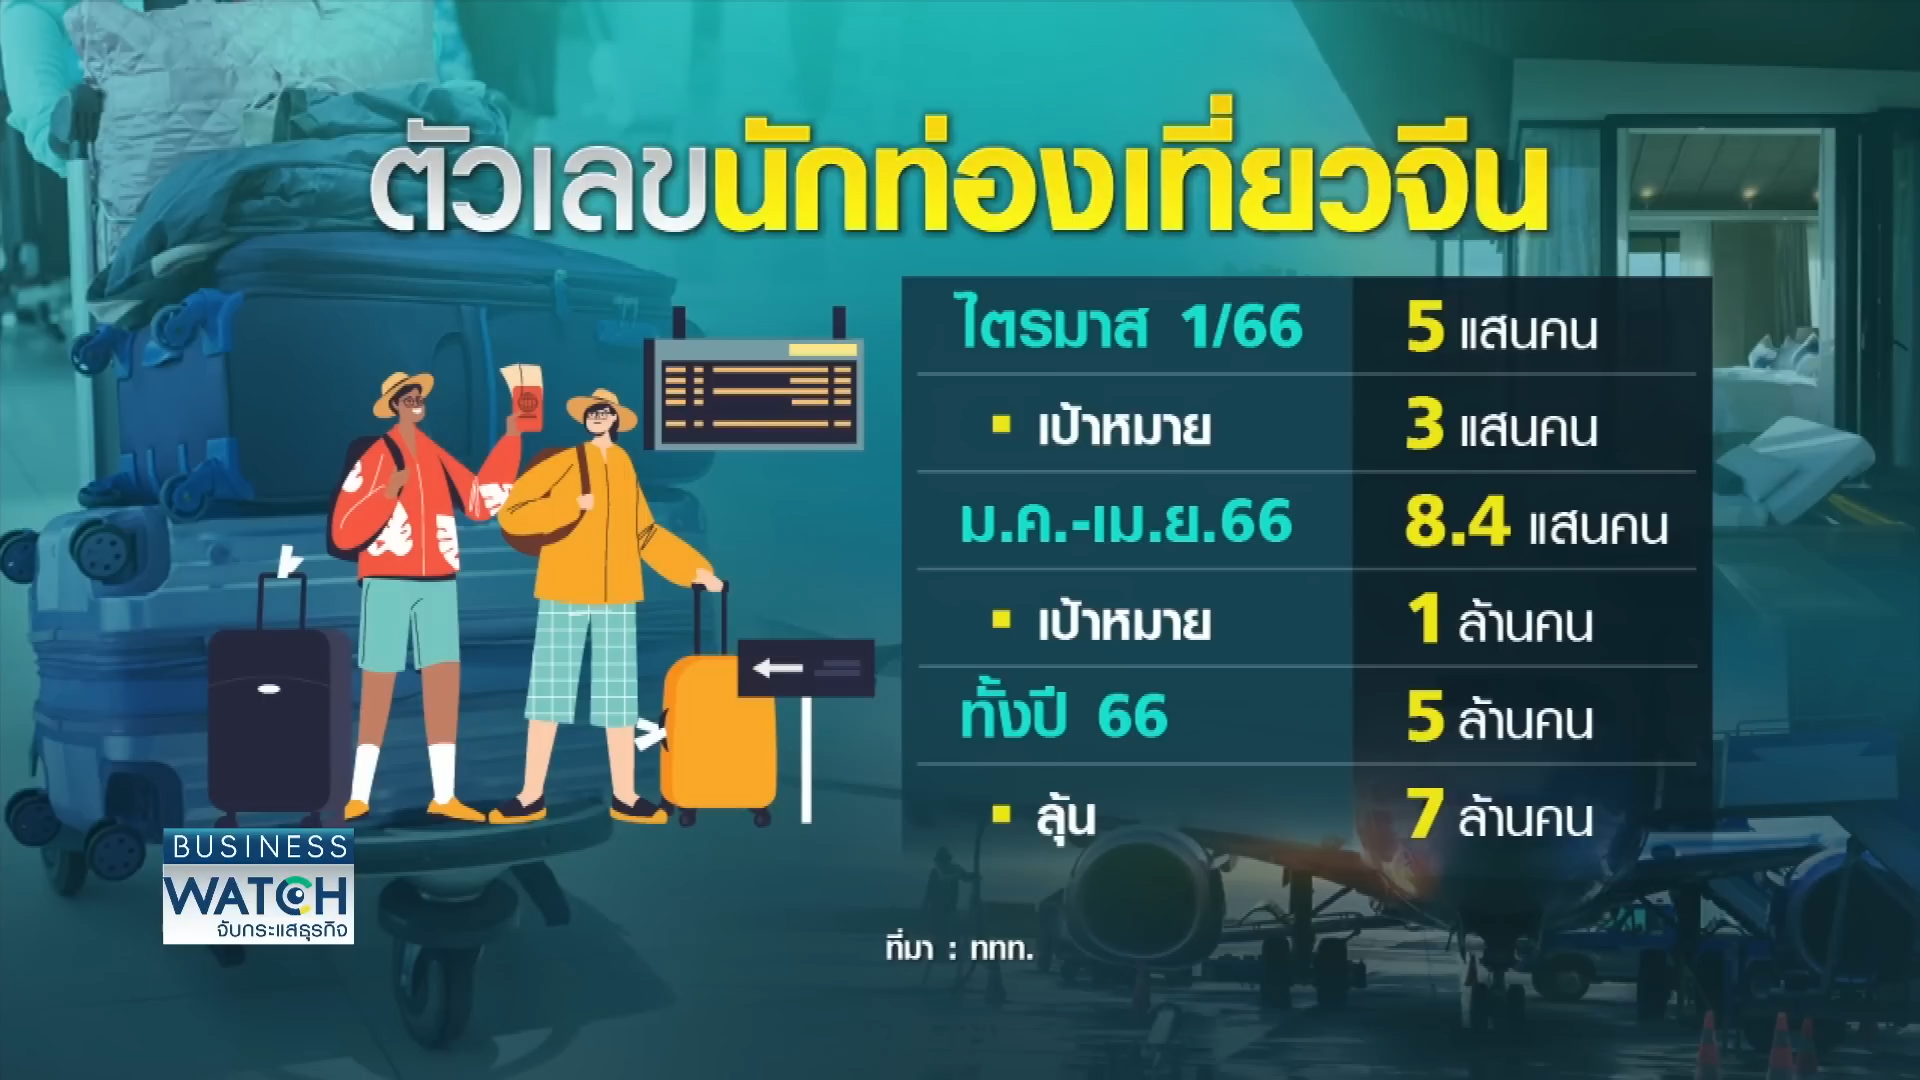 ตัวเลขนักท่องเที่ยวจีน
ไตรมาส 1/66 5 แสนคน
▪ เป้าหมาย 3 แสนคน
ม.ค.-เม.ย.66 8.4 แสนคน
▪ เป้าหมาย 1 ล้านคน
ทั้งปี 66 5 ล้านคน
▪ ลุ้น 7 ล้านคน
BUSINESS
WATCH
จับกระแสธุรกิจ
ที่มา : ททท.